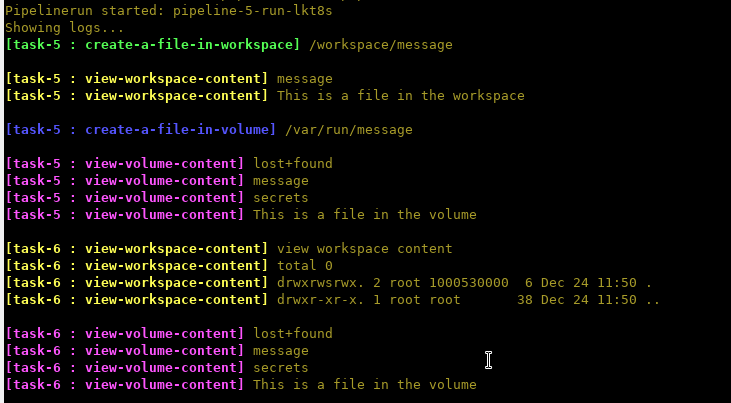 Pipelinerun started: pipeline-5-run-lkt8s
Showing logs...
[task-5 : create-a-file-in-workspace] /workspace/message
[task-5 : view-workspace-content] message
[task-5 : view-workspace-content] This is a file in the workspace
[task-5 : create-a-file-in-volume] /var/run/message
[task-5 : view-volume-content] lost+found
[task-5 : view-volume-content] message
[task-5 : view-volume-content] secrets
[task-5 : view-volume-content] This is a file in the volume
[task-6 : view-workspace-content] view workspace content
[task-6 : view-workspace-content] total 0
[task-6 : view-workspace-content] drwxrwsrwx. 2 root 1000530000  6 Dec 24 11:50 .
[task-6 : view-workspace-content] drwxr-xr-x. 1 root root       38 Dec 24 11:50 ..
[task-6 : view-volume-content] lost+found
[task-6 : view-volume-content] message
[task-6 : view-volume-content] secrets
[task-6 : view-volume-content] This is a file in the volume